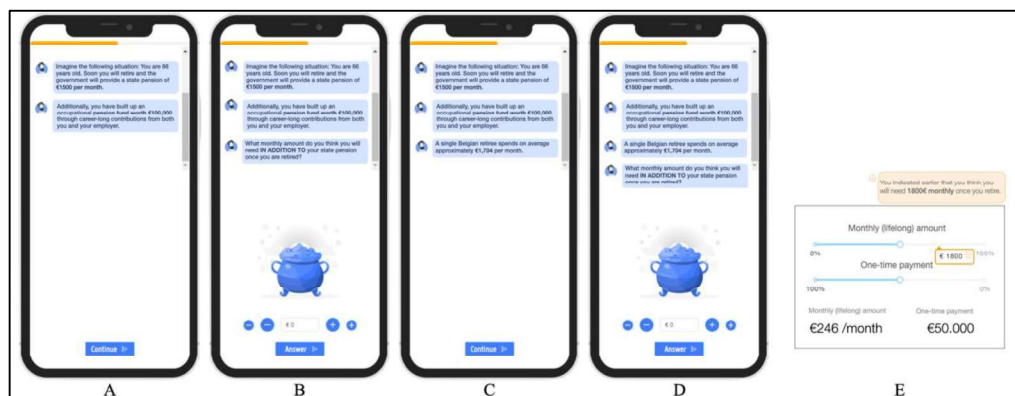 Imagine the following situation: You are 66
years old. Soon you will retire and the
government will provide a state pension of
€1500 per month.
Additionally, you have built up an
occupational pension fund worth €100,000
through career-long contributions from both
you and your employer.
Continue
A
Imagine the following situation: You are 66
years old. Soon you will retire and the
government will provide a state pension of
€1500 per month.
Additionally, you have built up an
occupational pension fund worth €100,000
through career-long contributions from both
you and your employer.
What monthly amount do you think you will
need IN ADDITION TO your state pension
once you are retired?
€ 0
Answer
B
Imagine the following situation: You are 66
years old. Soon you will retire and the
government will provide a state pension of
€1500 per month.
Additionally, you have built up an
occupational pension fund worth €100,000
through career-long contributions from both
you and your employer.
A single Belgian retiree spends on average
approximately €1,704 per month.
Continue
C
Imagine the following situation: You are 66
years old. Soon you will retire and the
government will provide a state pension of
€1500 per month.
Additionally, you have built up an
occupational pension fund worth €100,000
through career-long contributions from both
you and your employer.
A single Belgian retiree spends on average
approximately €1,704 per month.
What monthly amount do you think you will
need IN ADDITION TO your state pension
once you are retired?
€ 0
Answer
D
You indicated earlier that you think you
will need 1800€ monthly once you retire.
Monthly (lifelong) amount
0% 100%
€ 1800
One-time payment
100% 0%
Monthly (lifelong) amount One-time payment
€246 /month €50.000
E